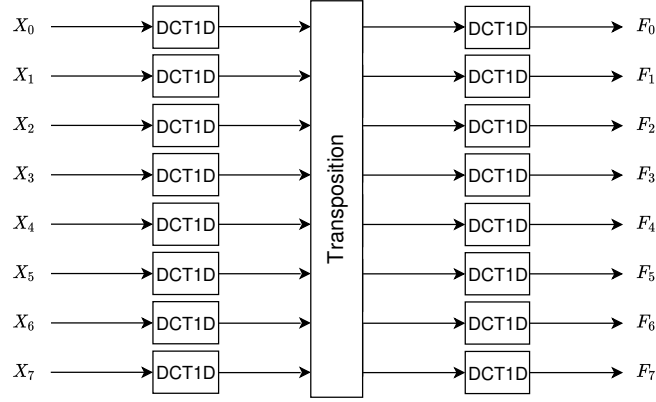 X₀ DCT1D DCT1D F₀
X₁ DCT1D DCT1D F₁
X₂ DCT1D DCT1D F₂
X₃ DCT1D DCT1D F₃
X₄ DCT1D DCT1D F₄
X₅ DCT1D DCT1D F₅
X₆ DCT1D DCT1D F₆
X₇ DCT1D DCT1D F₇
Transposition